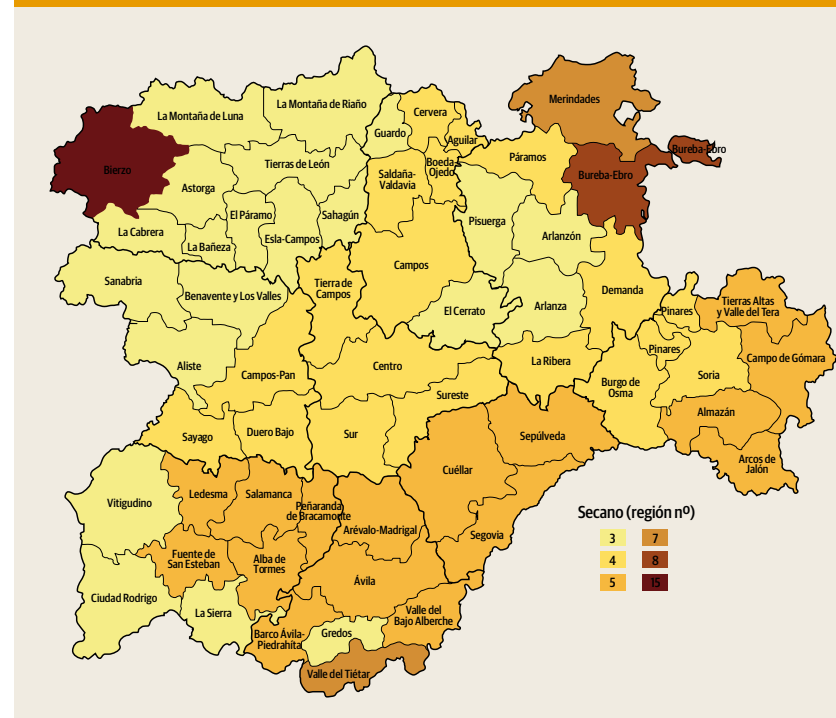 La Montaña de Luna
La Montaña de Riaño
Guardo
Cervera
Aguilar
Merindades
Bierzo
Astorga
Tierras de León
Saldaña-
Valdavia
Boeda-
Ojedo
Páramos
Bureba-Ebro
Bureba-Ebro
La Cabrera
La Bañeza
El Páramo
Esla-Campos
Sahagún
Pisuerga
Arlanzón
Sanabria
Benavente y Los Valles
Tierra de
Campos
Campos
El Cerrato
Arlanza
Demanda
Pinares
Tierras Altas
y Valle del Tera
Aliste
Campos-Pan
Centro
Sureste
La Ribera
Burgo de
Osma
Pinares
Soria
Campo de Gómara
Sayago
Duero Bajo
Sur
Cuéllar
Sepúlveda
Almazán
Arcos de
Jalón
Vitigudino
Ledesma
Salamanca
Peñaranda
de Bracamonte
Arévalo-Madrigal
Segovia
Fuente de
San Esteban
Alba de
Tormes
Ávila
Ciudad Rodrigo
La Sierra
Barco Ávila-
Piedrahíta
Gredos
Valle del
Bajo Alberche
Valle del Tiétar
Secano (región nº)
3 7
4 8
5 15